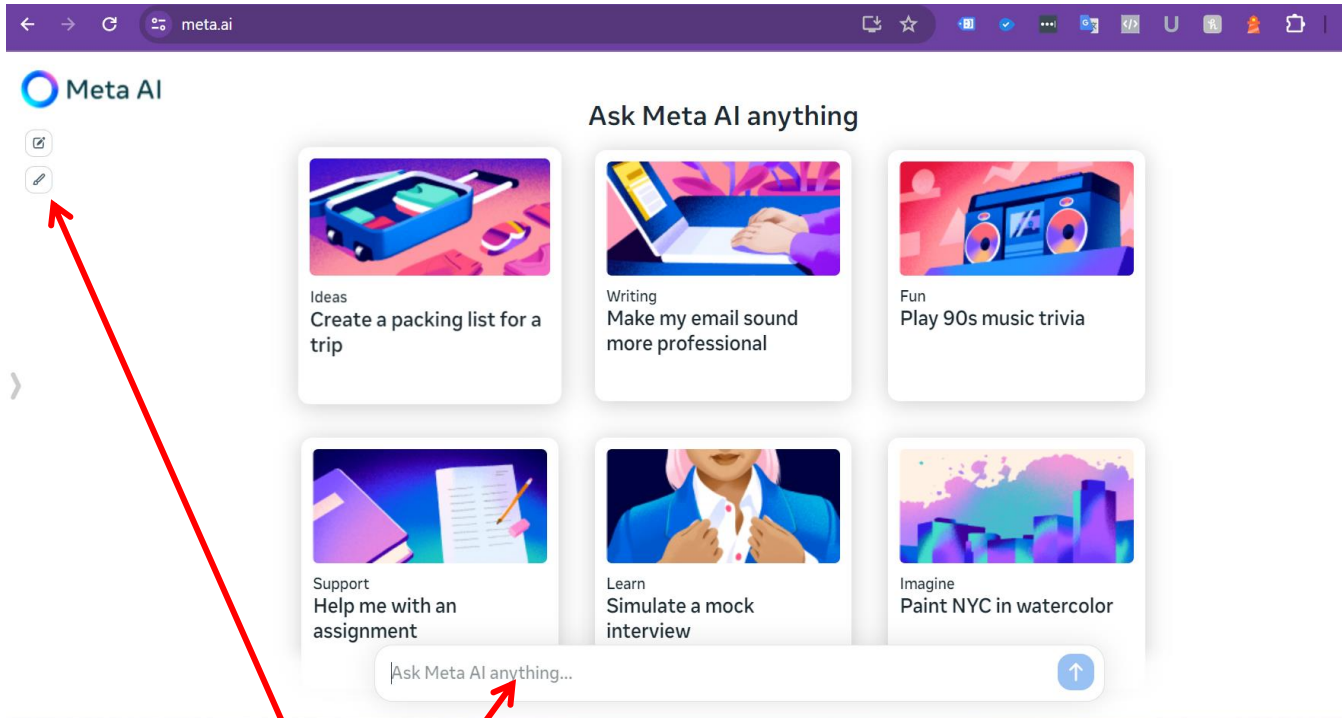 meta.ai
Meta AI
Ask Meta AI anything
Ideas
Create a packing list for a
trip
Writing
Make my email sound
more professional
Fun
Play 90s music trivia
Support
Help me with an
assignment
Learn
Simulate a mock
interview
Imagine
Paint NYC in watercolor
Ask Meta AI anything...